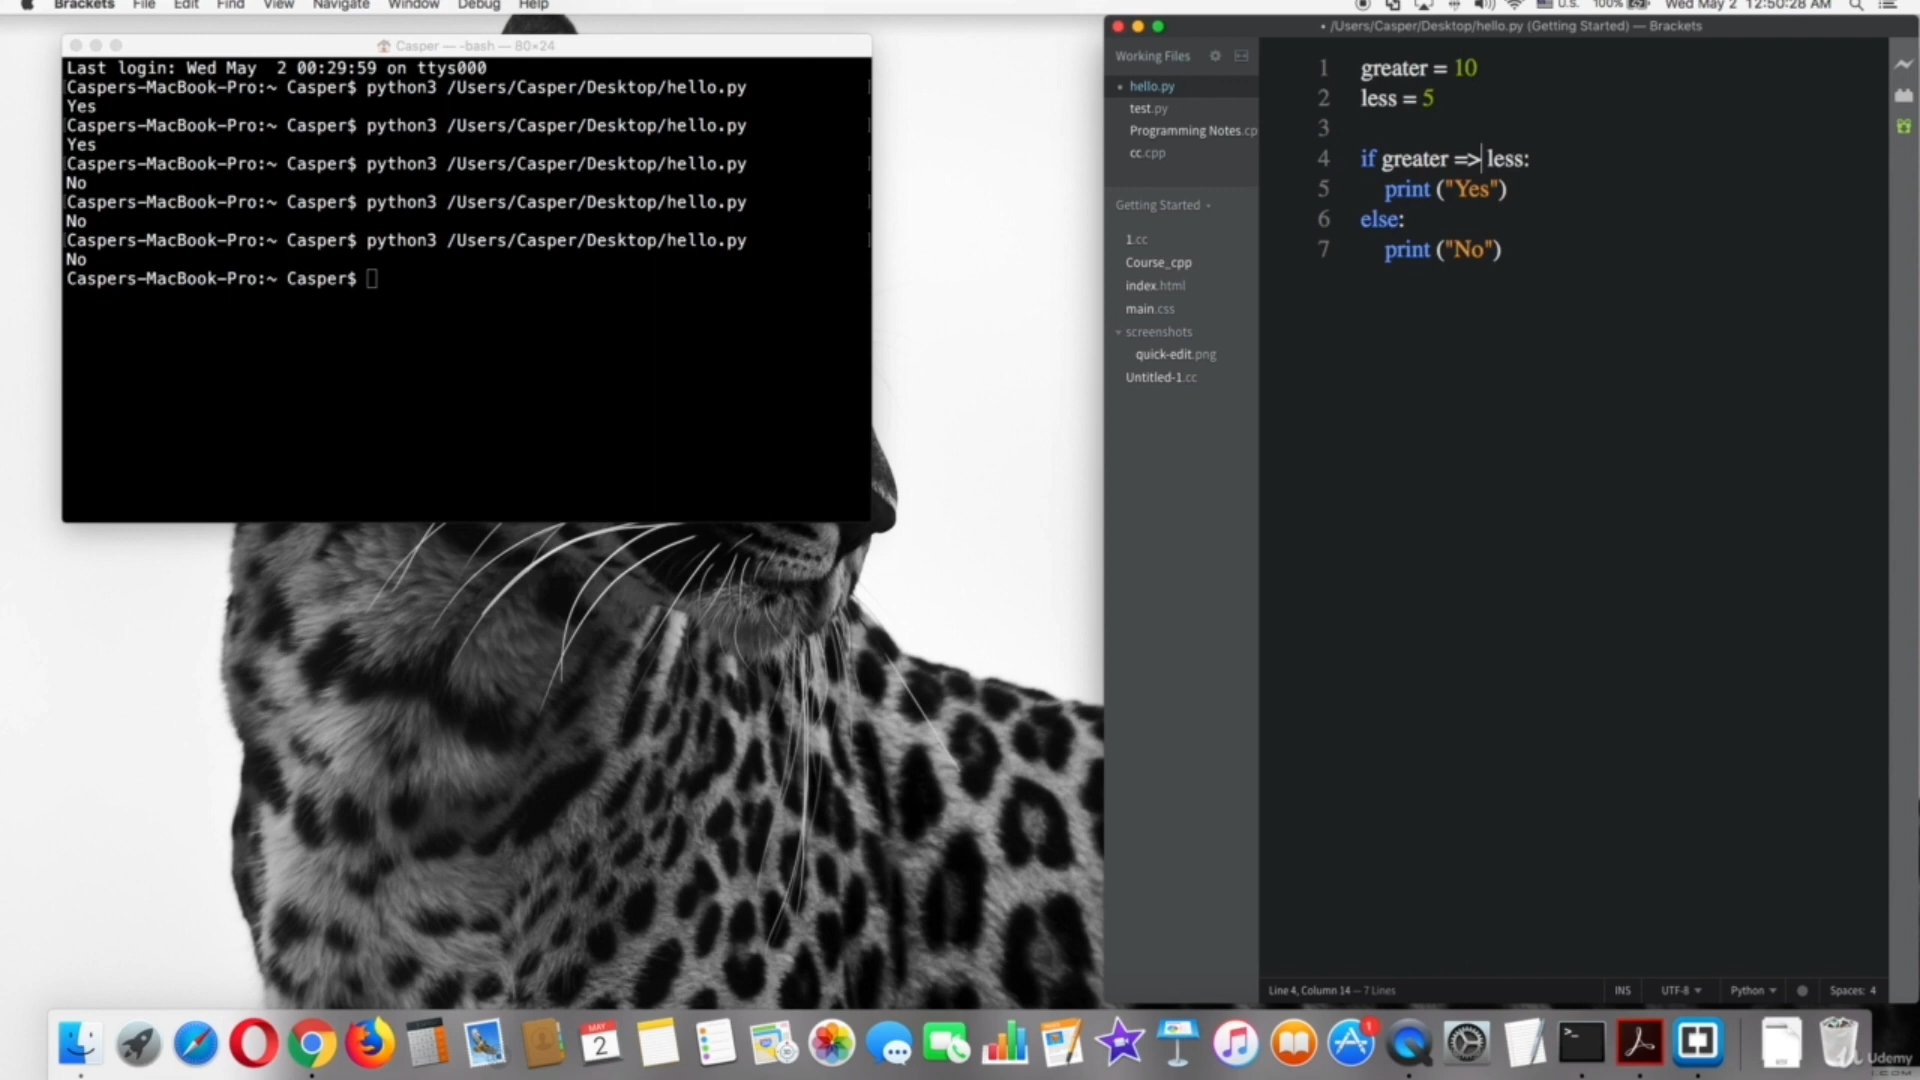 Brackets File Edit Find View Navigate Window Debug Help
U.S. 100% Wed May 2 12:50:28 AM
Casper — -bash — 80×24
Last login: Wed May  2 00:29:59 on ttys000
Caspers-MacBook-Pro:~ Casper$ python3 /Users/Casper/Desktop/hello.py
Yes
Caspers-MacBook-Pro:~ Casper$ python3 /Users/Casper/Desktop/hello.py
Yes
Caspers-MacBook-Pro:~ Casper$ python3 /Users/Casper/Desktop/hello.py
No
Caspers-MacBook-Pro:~ Casper$ python3 /Users/Casper/Desktop/hello.py
No
Caspers-MacBook-Pro:~ Casper$ python3 /Users/Casper/Desktop/hello.py
No
Caspers-MacBook-Pro:~ Casper$
• /Users/Casper/Desktop/hello.py (Getting Started) — Brackets
Working Files
hello.py
test.py
Programming Notes.cp
cc.cpp
Getting Started
1.cc
Course_cpp
index.html
main.css
screenshots
quick-edit.png
Untitled-1.cc
1 greater = 10
2 less = 5
3
4 if greater => less:
5 print ("Yes")
6 else:
7 print ("No")
Line 4, Column 14 — 7 Lines
INS UTF-8 Python Spaces: 4
MAY
2
1
Udemy